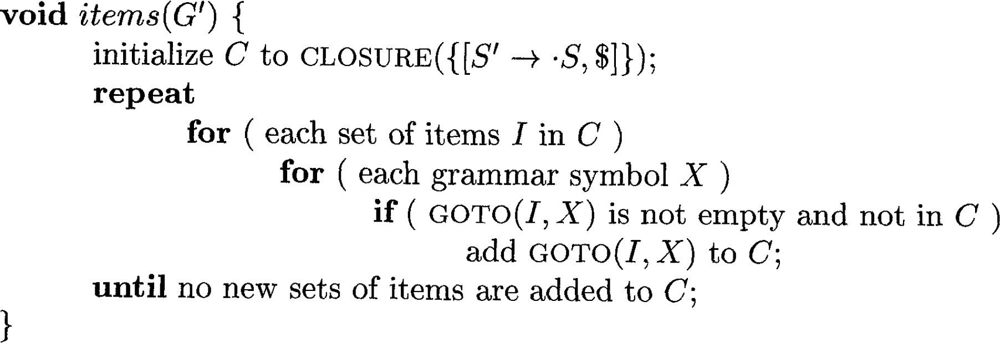 void items(G′) {
initialize C to CLOSURE({[S′ → ·S, $]});
repeat
for ( each set of items I in C )
for ( each grammar symbol X )
if ( GOTO(I, X) is not empty and not in C )
add GOTO(I, X) to C;
until no new sets of items are added to C;
}